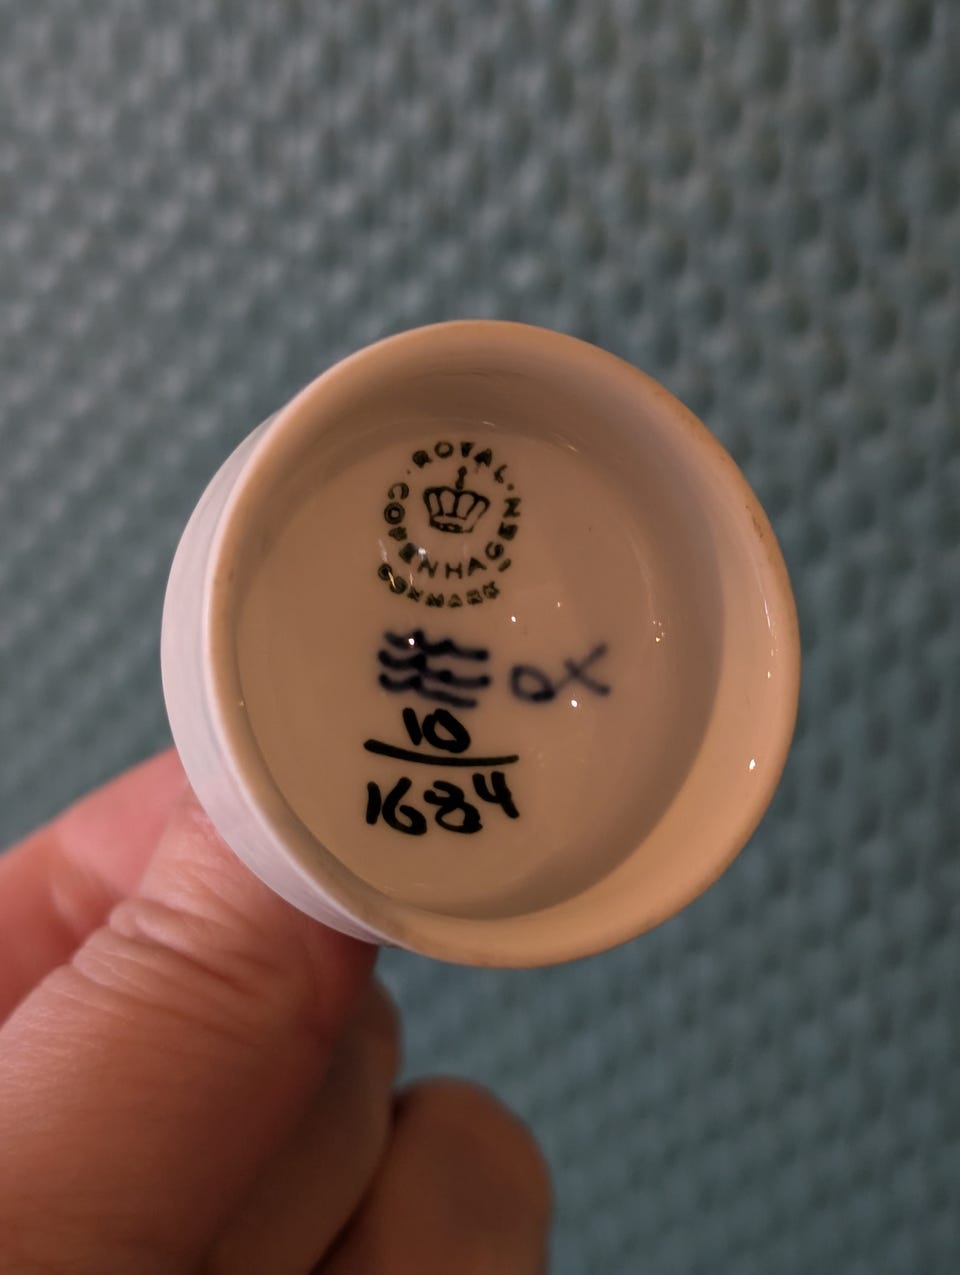 ROYAL
COPENHAGEN
DENMARK
10
1684